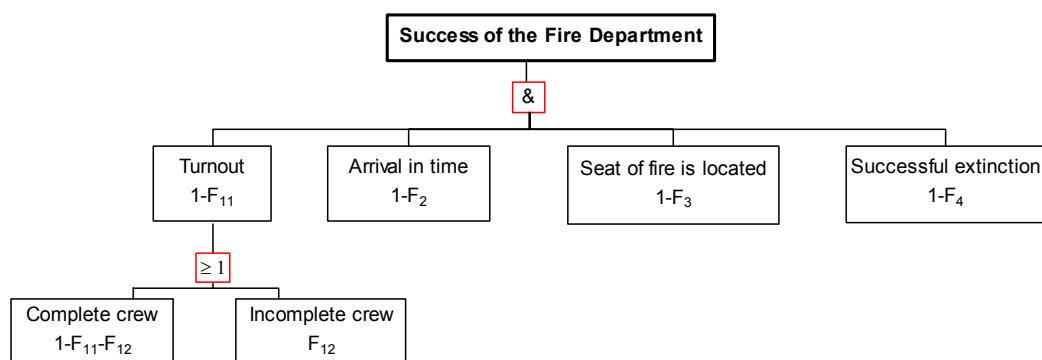 Success of the Fire Department
&
Turnout
1-F₁₁
Arrival in time
1-F₂
Seat of fire is located
1-F₃
Successful extinction
1-F₄
≥ 1
Complete crew
1-F₁₁-F₁₂
Incomplete crew
F₁₂